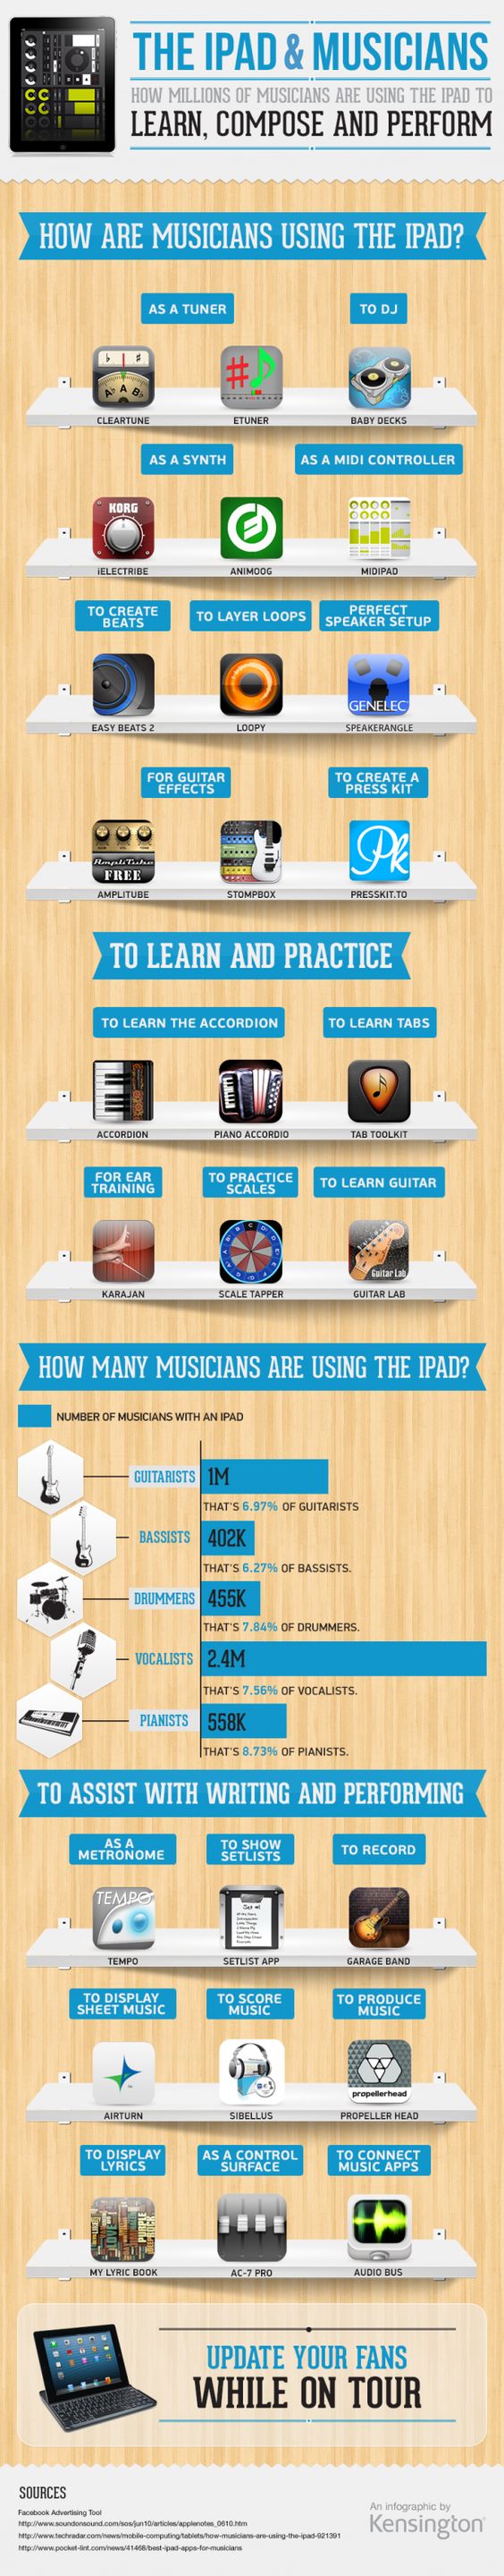 THE IPAD & MUSICIANS
HOW MILLIONS OF MUSICIANS ARE USING THE IPAD TO
LEARN, COMPOSE AND PERFORM
HOW ARE MUSICIANS USING THE IPAD?
AS A TUNER
TO DJ
CLEARTUNE
ETUNER
BABY DECKS
AS A SYNTH
AS A MIDI CONTROLLER
KORG
iELECTRIBE
ANIMOOG
MIDIPAD
TO CREATE
BEATS
TO LAYER LOOPS
PERFECT
SPEAKER SETUP
GENELEC
EASY BEATS 2
LOOPY
SPEAKERANGLE
FOR GUITAR
EFFECTS
TO CREATE A
PRESS KIT
AmpliTube
FREE
Pk
AMPLITUBE
STOMPBOX
PRESSKIT.TO
TO LEARN AND PRACTICE
TO LEARN THE ACCORDION
TO LEARN TABS
ACCORDION
PIANO ACCORDIO
TAB TOOLKIT
FOR EAR
TRAINING
TO PRACTICE
SCALES
TO LEARN GUITAR
Guitar Lab
KARAJAN
SCALE TAPPER
GUITAR LAB
HOW MANY MUSICIANS ARE USING THE IPAD?
NUMBER OF MUSICIANS WITH AN IPAD
GUITARISTS 1M
THAT'S 6.97% OF GUITARISTS
BASSISTS 402K
THAT'S 6.27% OF BASSISTS.
DRUMMERS 455K
THAT'S 7.84% OF DRUMMERS.
VOCALISTS 2.4M
THAT'S 7.56% OF VOCALISTS.
PIANISTS 558K
THAT'S 8.73% OF PIANISTS.
TO ASSIST WITH WRITING AND PERFORMING
AS A
METRONOME
TO SHOW
SETLISTS
TO RECORD
TEMPO
Set #1
TEMPO
SETLIST APP
GARAGE BAND
TO DISPLAY
SHEET MUSIC
TO SCORE
MUSIC
TO PRODUCE
MUSIC
propellerhead
AIRTURN
SIBELLUS
PROPELLER HEAD
TO DISPLAY
LYRICS
AS A CONTROL
SURFACE
TO CONNECT
MUSIC APPS
MY LYRIC BOOK
AC-7 PRO
AUDIO BUS
UPDATE YOUR FANS
WHILE ON TOUR
SOURCES
Facebook Advertising Tool
http://www.soundonsound.com/sos/jun10/articles/applenotes_0610.htm
http://www.techradar.com/news/mobile-computing/tablets/how-musicians-are-using-the-ipad-921391
http://www.pocket-lint.com/news/41468/best-ipad-apps-for-musicians
An infographic by
Kensington